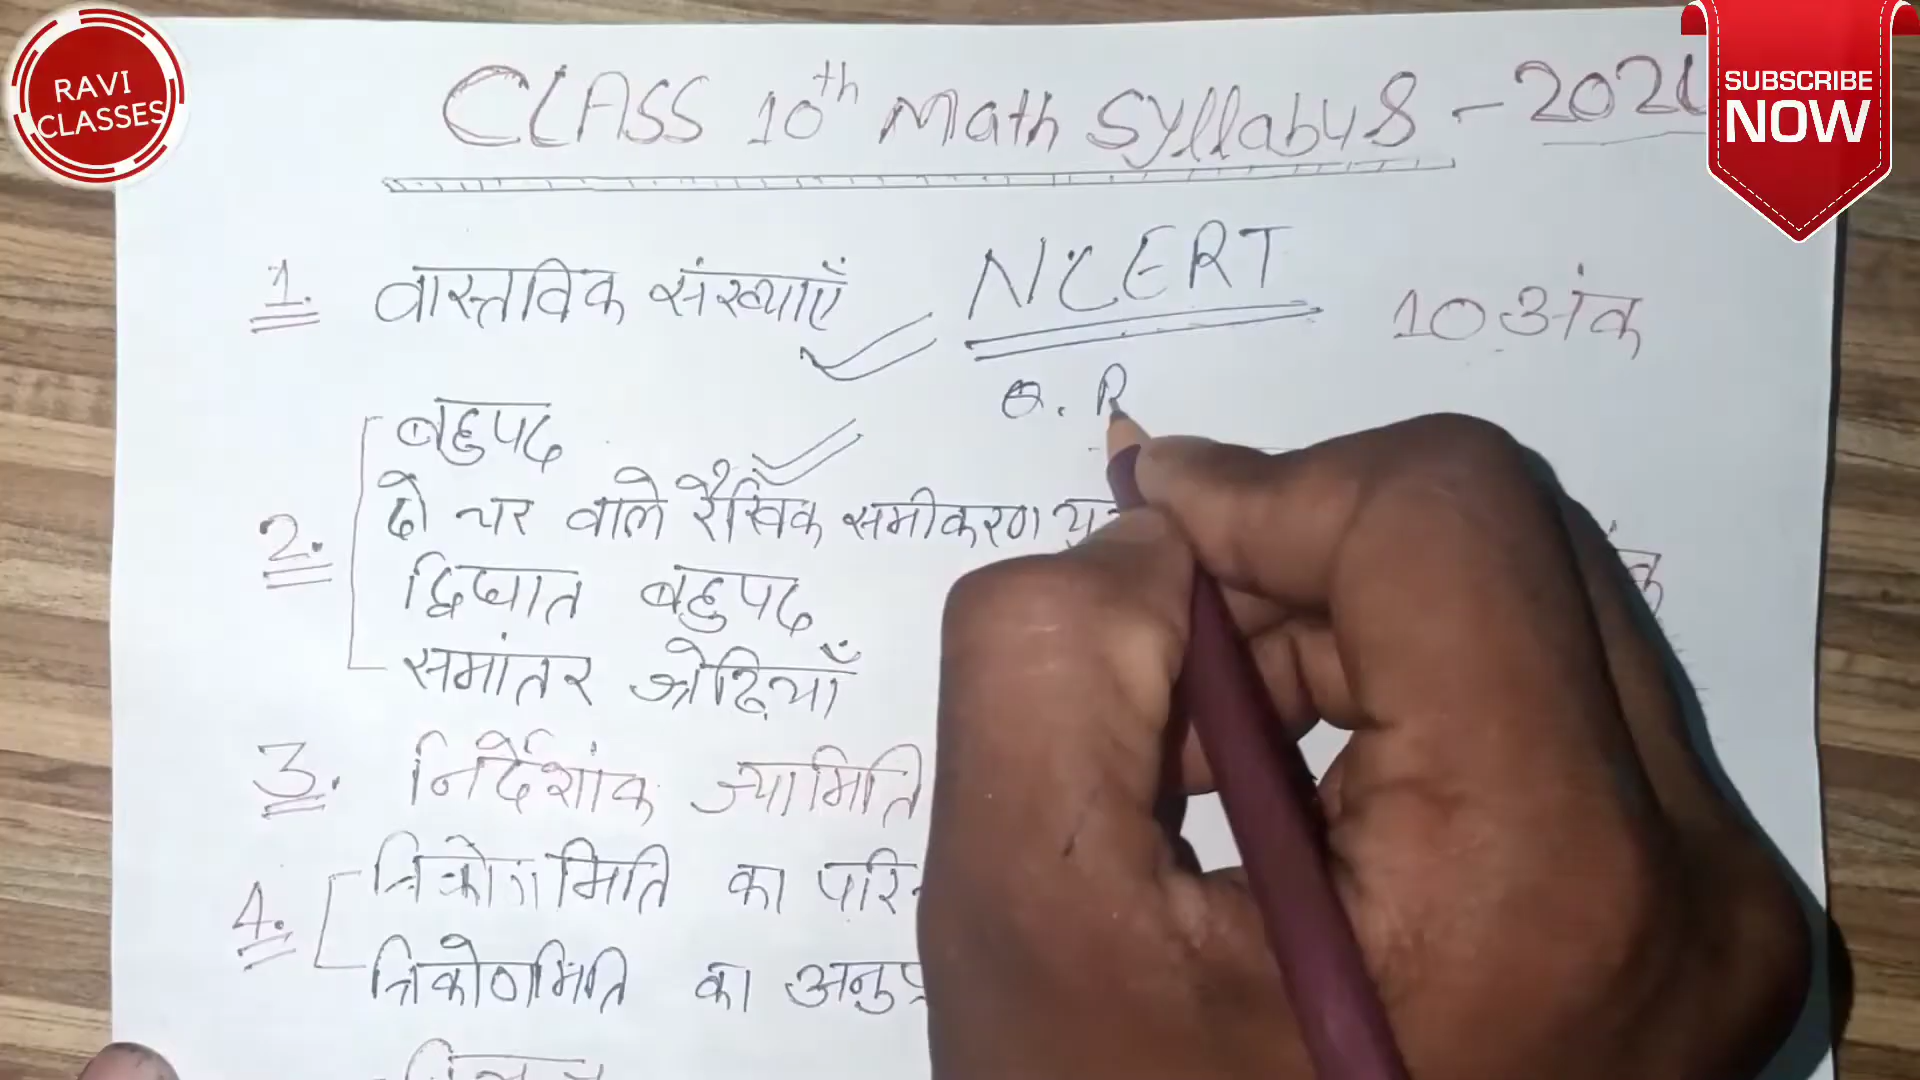 RAVI
CLASSES
SUBSCRIBE
NOW
CLASS 10th Math Syllabus - 202
1. वास्तविक संख्याएँ NCERT 10 अंक
Q. R
बहुपद
2. दो चर वाले रैखिक समीकरण
द्विघात बहुपद
समांतर श्रेढ़ियाँ
3. निर्देशांक ज्यामिति
4. त्रिकोणमिति का
त्रिकोणमिति का